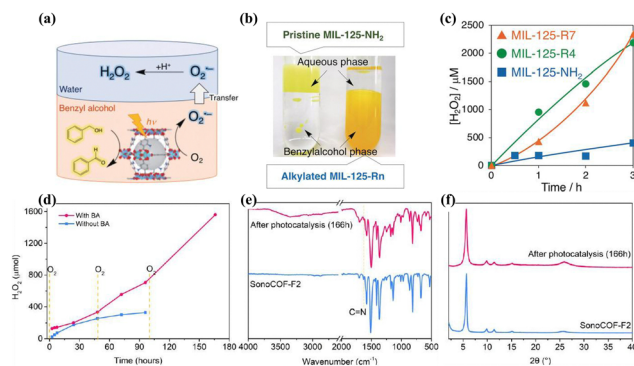 (a)
H₂O₂
+H⁺
O₂•⁻
Water
Transfer
Benzyl alcohol
hν
O₂•⁻
OH
O
H
O₂
(b)
Pristine MIL-125-NH₂
Aqueous phase
Benzylalcohol phase
Alkylated MIL-125-Rn
(c)
[H₂O₂] / μM
2500
2000
1500
1000
500
0
MIL-125-R7
MIL-125-R4
MIL-125-NH₂
0 1 2 3
Time / h
(d)
H₂O₂ (μmol)
1600
1200
800
400
0
With BA
Without BA
O₂ O₂ O₂
0 20 40 60 80 100 120 140 160 180
Time (hours)
(e)
After photocatalysis (166h)
SonoCOF-F2
C=N
4000 3000 2000 1500 1000 500
Wavenumber (cm⁻¹)
(f)
After photocatalysis (166h)
SonoCOF-F2
5 10 15 20 25 30 35 40
2θ (°)